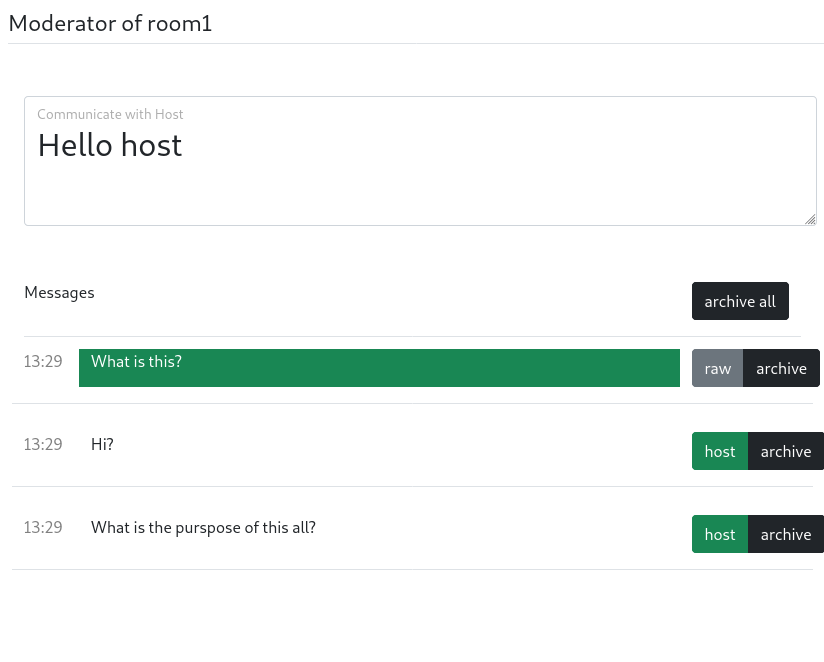 Moderator of room1
Communicate with Host
Hello host
Messages archive all
13:29 What is this? raw archive
13:29 Hi? host archive
13:29 What is the purspose of this all? host archive